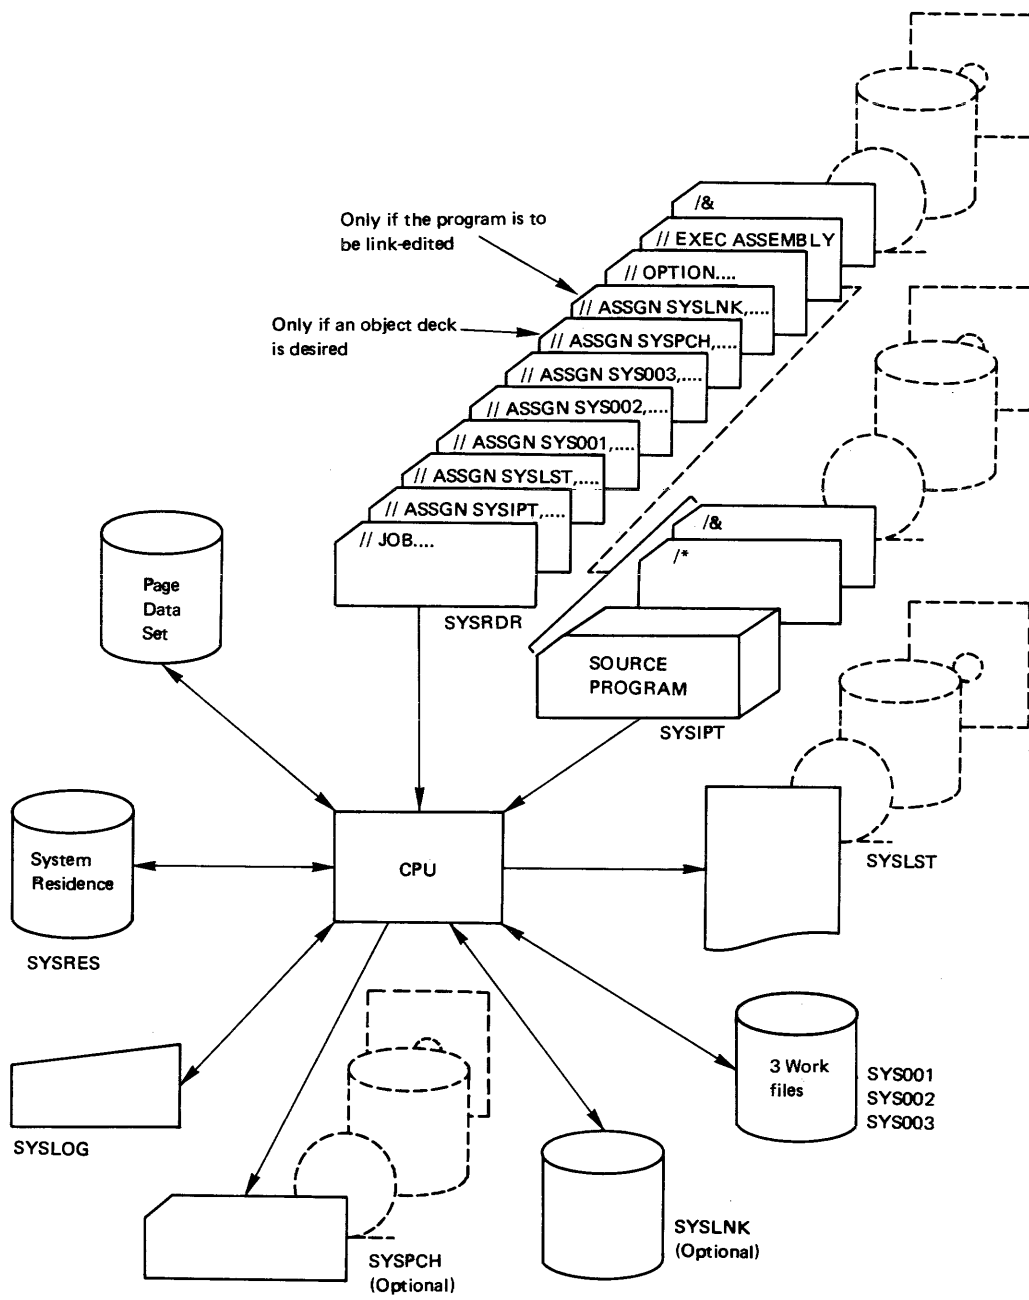 /&
Only if the program is to
be link-edited
// EXEC ASSEMBLY
// OPTION....
// ASSGN SYSLNK,....
Only if an object deck
is desired
// ASSGN SYSPCH,....
// ASSGN SYS003,....
// ASSGN SYS002,....
// ASSGN SYS001,....
// ASSGN SYSLST,....
// ASSGN SYSIPT,....
// JOB....
SYSRDR
/&
/*
SOURCE
PROGRAM
SYSIPT
Page
Data
Set
System
Residence
SYSRES
CPU
SYSLST
SYSLOG
3 Work
files
SYS001
SYS002
SYS003
SYSPCH
(Optional)
SYSLNK
(Optional)